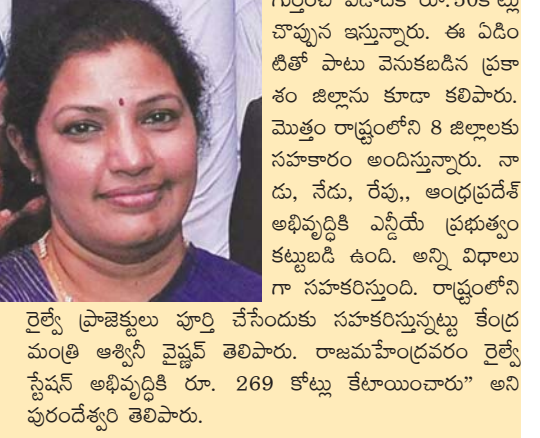 చొప్పున ఇస్తున్నారు. ఈ ఏడిం
టితో పాటు వెనుకబడిన ప్రకా
శం జిల్లాను కూడా కలిపారు.
మొత్తం రాష్ట్రంలోని 8 జిల్లాలకు
సహకారం అందిస్తున్నారు. నా
డు, నేడు, రేపు,, ఆంధ్రప్రదేశ్
అభివృద్ధికి ఎన్డీయే ప్రభుత్వం
కట్టుబడి ఉంది. అన్ని విధాలు
గా సహకరిస్తుంది. రాష్ట్రంలోని
రైల్వే ప్రాజెక్టులు పూర్తి చేసేందుకు సహకరిస్తున్నట్టు కేంద్ర
మంత్రి ఆశ్విని వైష్ణవ్ తెలిపారు. రాజమహేంద్రవరం రైల్వే
స్టేషన్ అభివృద్ధికి రూ. 269 కోట్లు కేటాయించారు” అని
పురందేశ్వరి తెలిపారు.